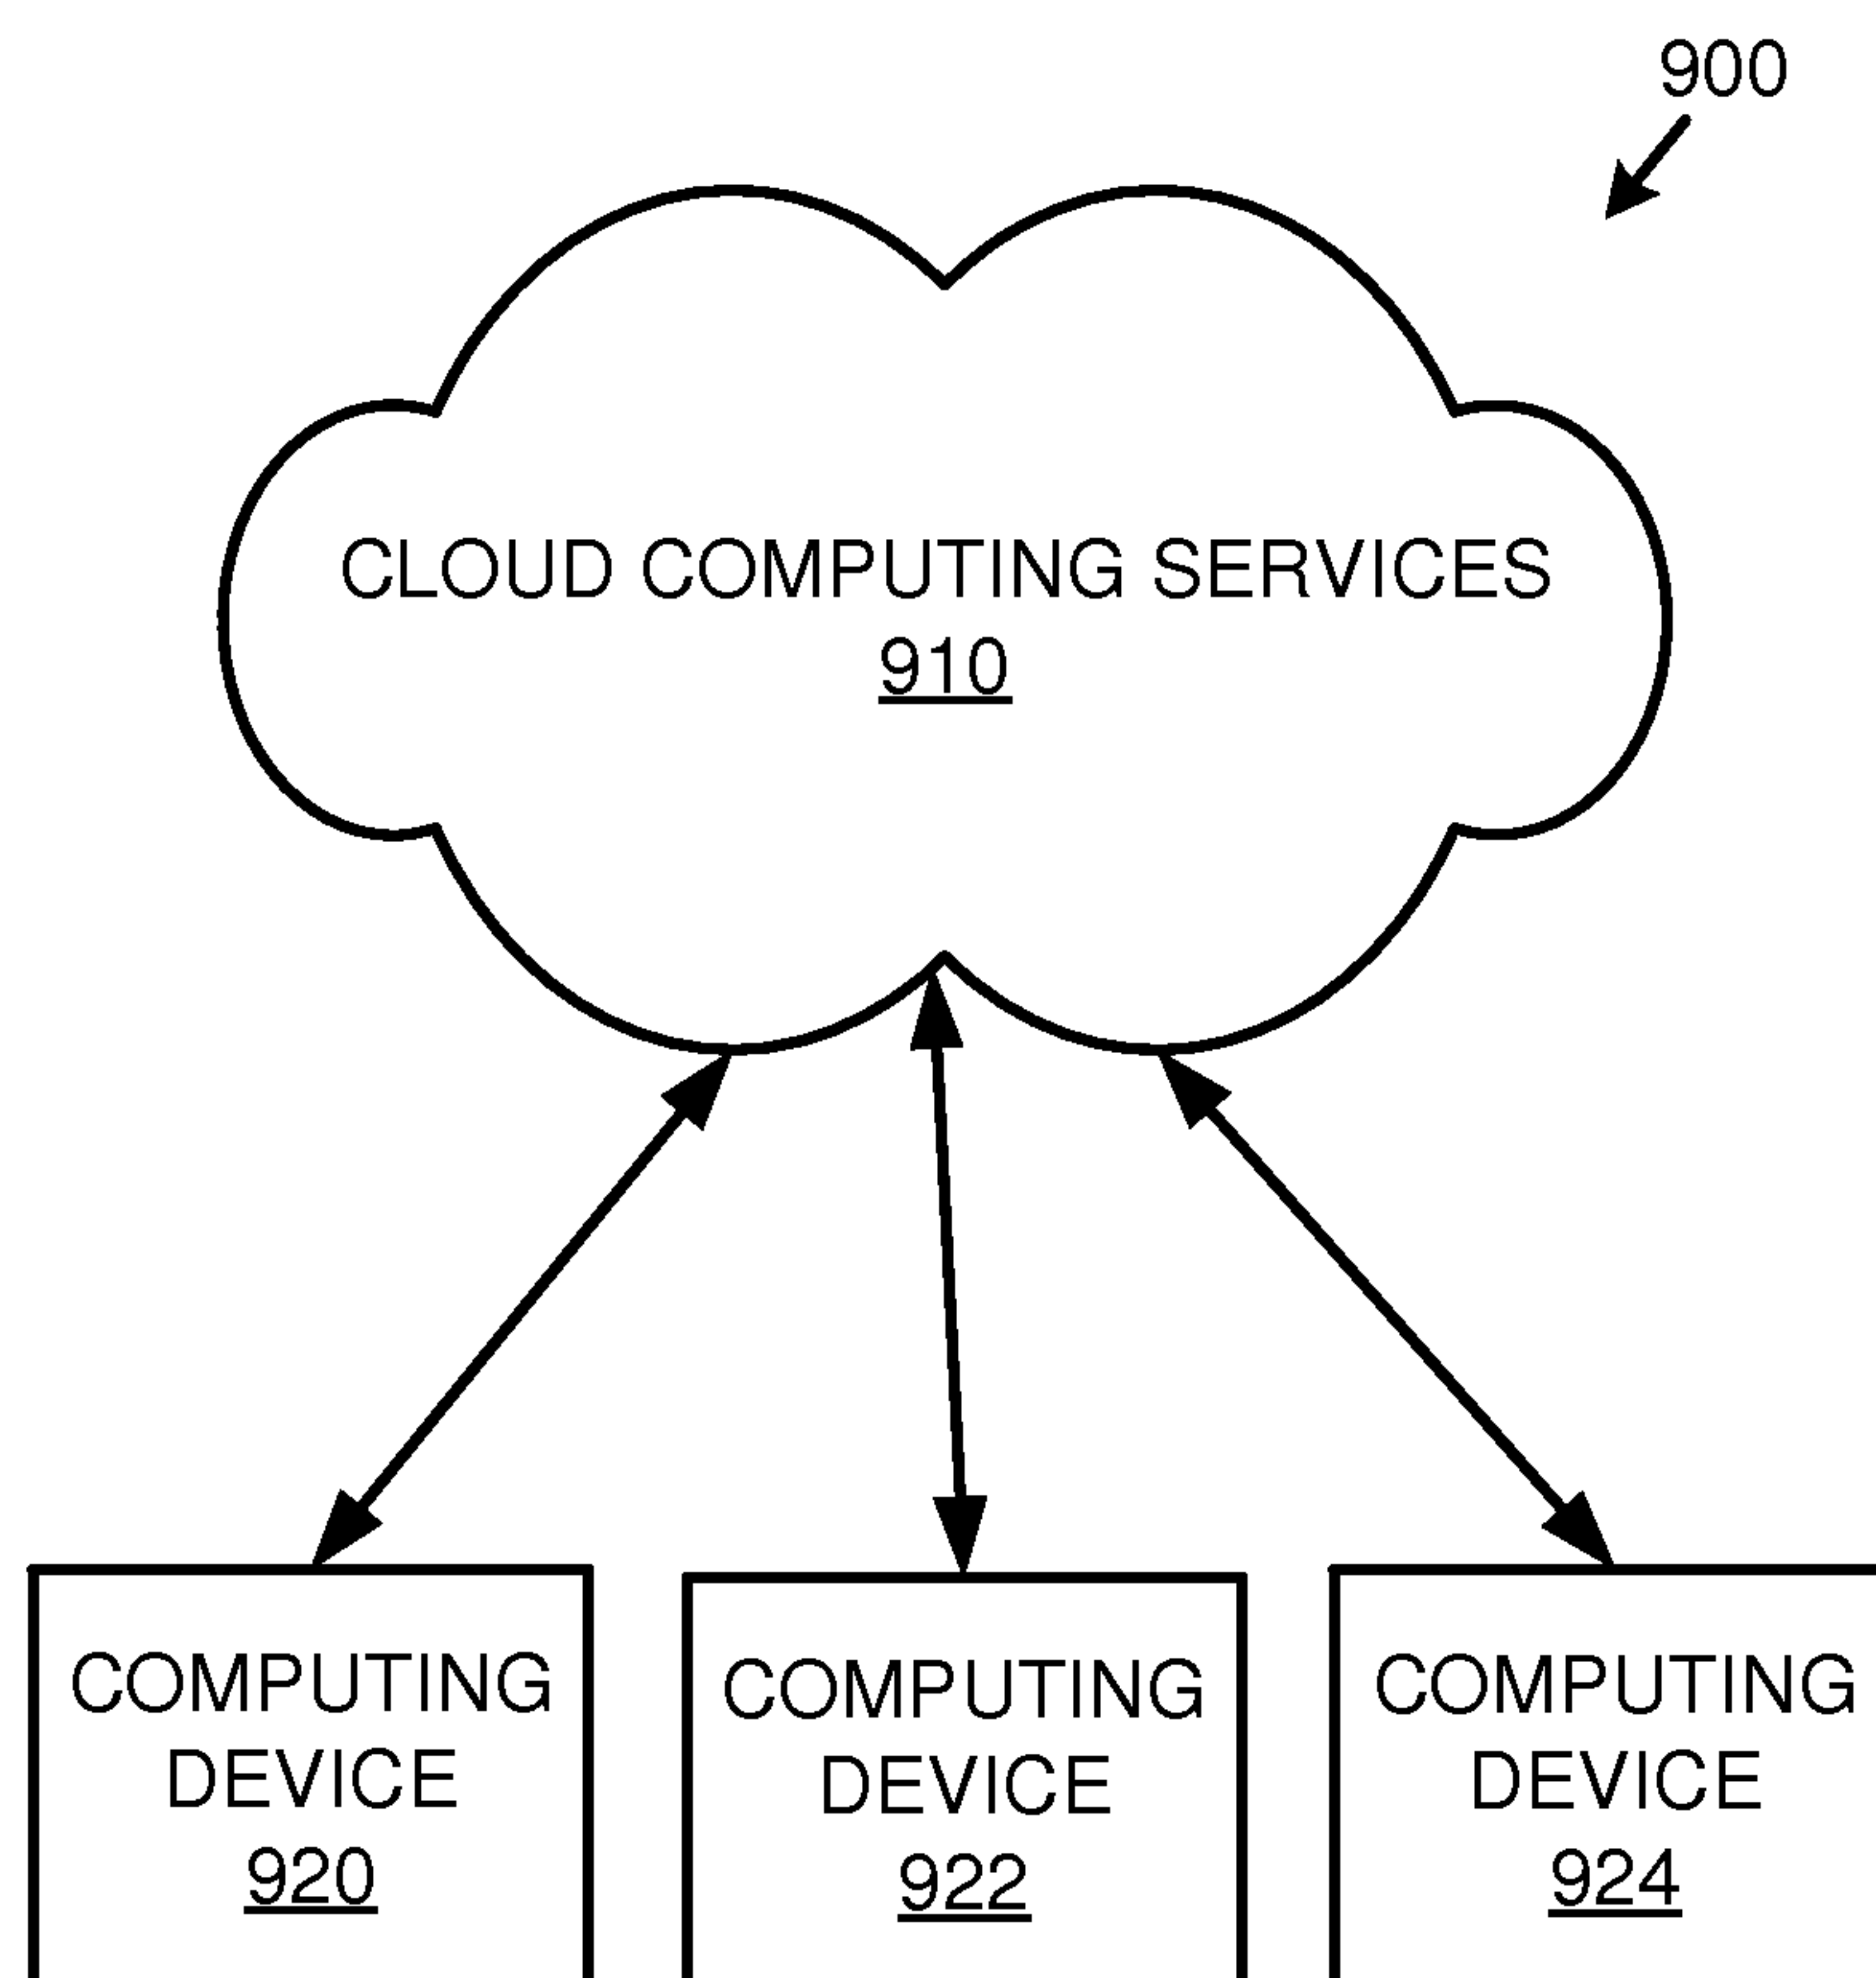 900
CLOUD COMPUTING SERVICES
910
COMPUTING
DEVICE
920
COMPUTING
DEVICE
922
COMPUTING
DEVICE
924